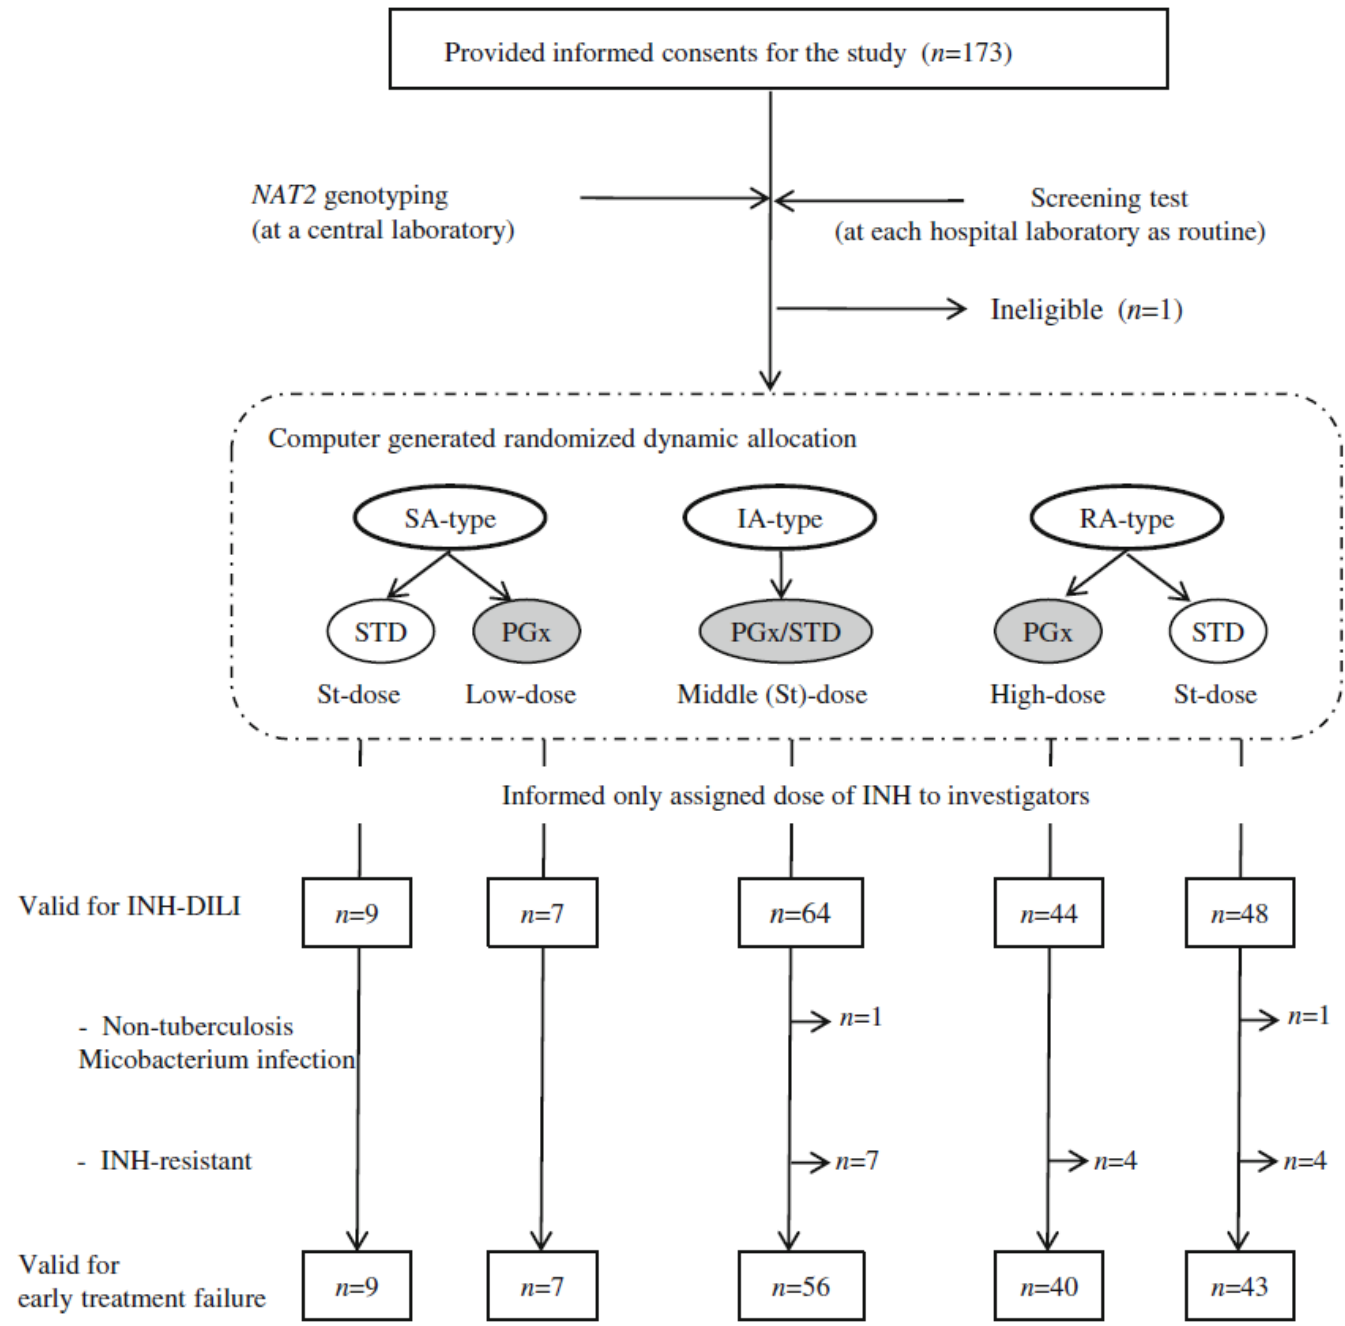 Provided informed consents for the study (n=173)
NAT2 genotyping
(at a central laboratory)
Screening test
(at each hospital laboratory as routine)
Ineligible (n=1)
Computer generated randomized dynamic allocation
SA-type
IA-type
RA-type
STD
PGx
PGx/STD
PGx
STD
St-dose
Low-dose
Middle (St)-dose
High-dose
St-dose
Informed only assigned dose of INH to investigators
Valid for INH-DILI
n=9
n=7
n=64
n=44
n=48
- Non-tuberculosis
Micobacterium infection
n=1
n=1
- INH-resistant
n=7
n=4
n=4
Valid for
early treatment failure
n=9
n=7
n=56
n=40
n=43